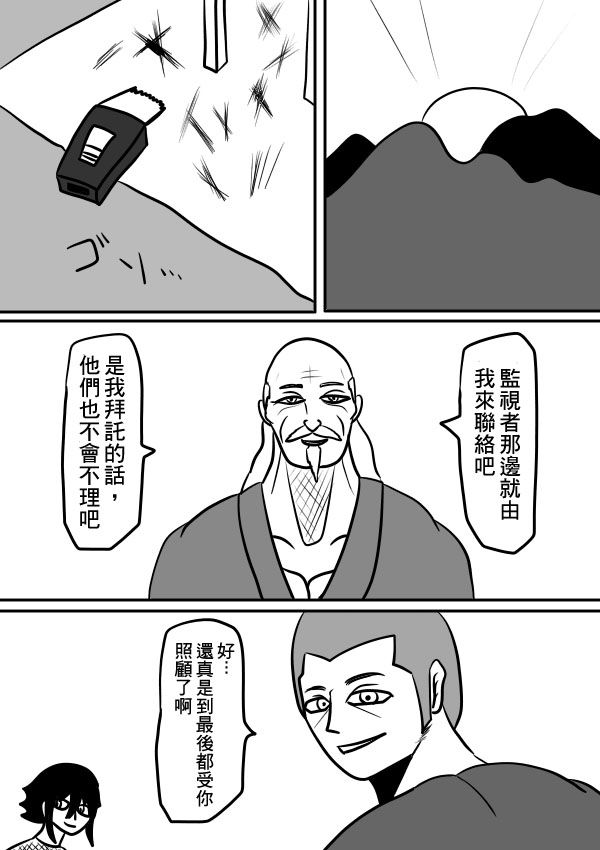 監視者那邊就由
我來聯絡吧
是我拜託的話，
他們也不會不理吧
好…
還真是到最後都受你
照顧了啊